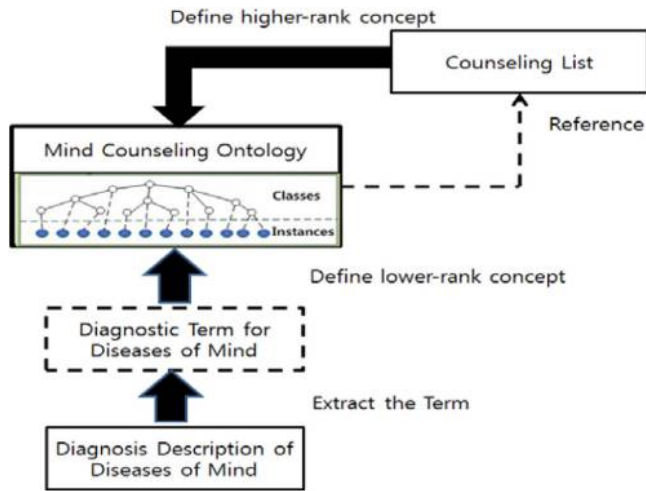 Define higher-rank concept
Counseling List
Reference
Mind Counseling Ontology
Classes
Instances
Define lower-rank concept
Diagnostic Term for
Diseases of Mind
Extract the Term
Diagnosis Description of
Diseases of Mind